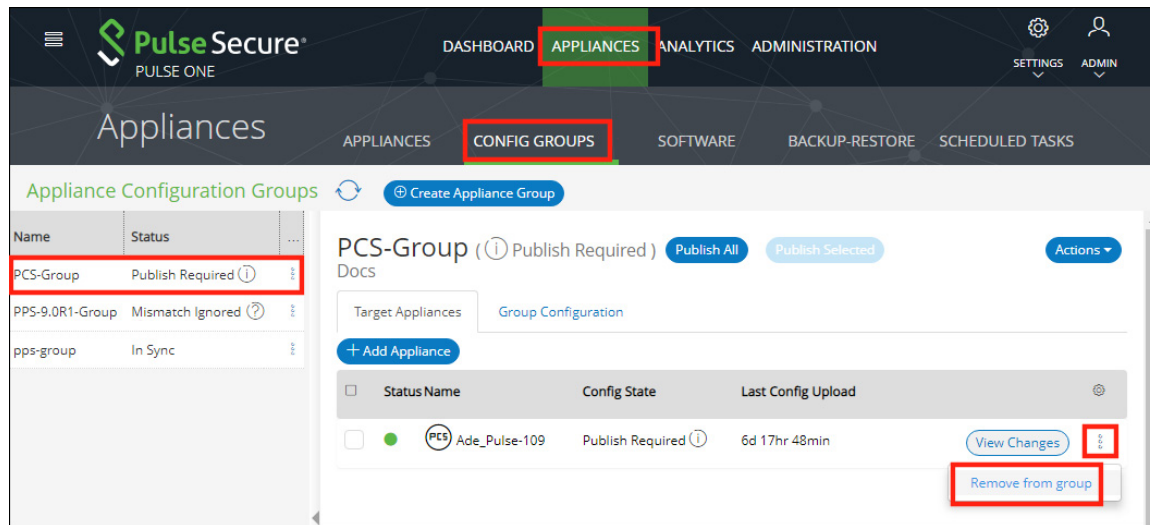 Pulse Secure®
PULSE ONE
DASHBOARD APPLIANCES ANALYTICS ADMINISTRATION
SETTINGS ADMIN
Appliances
APPLIANCES CONFIG GROUPS SOFTWARE BACKUP-RESTORE SCHEDULED TASKS
Appliance Configuration Groups
Create Appliance Group
Name Status ...
PCS-Group Publish Required
PPS-9.0R1-Group Mismatch Ignored
pps-group In Sync
PCS-Group ( Publish Required ) Publish All Publish Selected Actions
Docs
Target Appliances Group Configuration
+ Add Appliance
Status Name Config State Last Config Upload
PCS Ade_Pulse-109 Publish Required 6d 17hr 48min View Changes
Remove from group